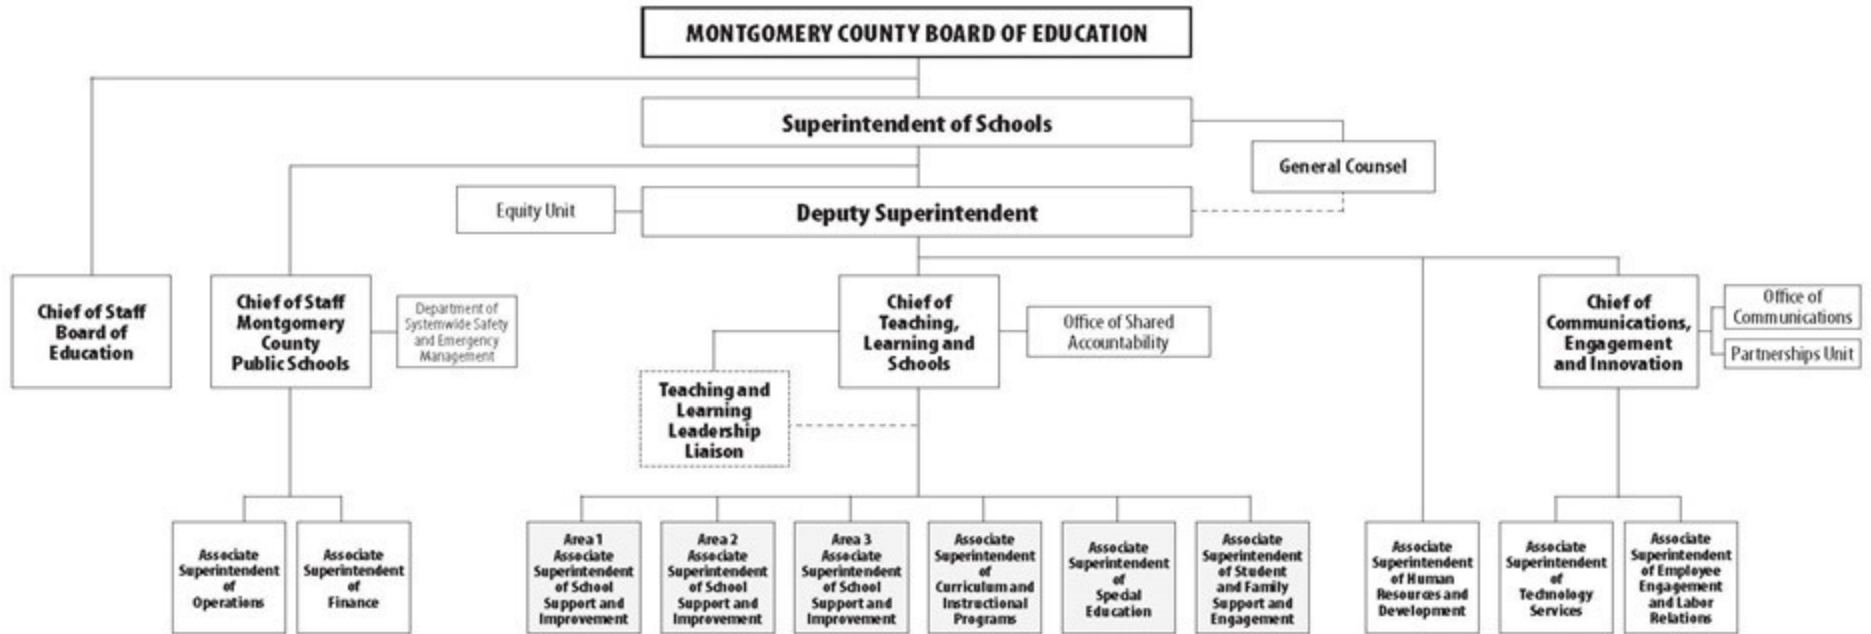 MONTGOMERY COUNTY BOARD OF EDUCATION
Superintendent of Schools
General Counsel
Equity Unit
Deputy Superintendent
Chief of Staff
Board of
Education
Chief of Staff
Montgomery
County
Public Schools
Department of
Systemwide Safety
and Emergency
Management
Chief of
Teaching,
Learning and
Schools
Office of Shared
Accountability
Chief of
Communications,
Engagement
and Innovation
Office of
Communications
Partnerships Unit
Teaching and
Learning
Leadership
Liaison
Associate
Superintendent
of
Operations
Associate
Superintendent
of
Finance
Area 1
Associate
Superintendent
of School
Support and
Improvement
Area 2
Associate
Superintendent
of School
Support and
Improvement
Area 3
Associate
Superintendent
of School
Support and
Improvement
Associate
Superintendent
of
Curriculum and
Instructional
Programs
Associate
Superintendent
of
Special
Education
Associate
Superintendent
of Student
and Family
Support and
Engagement
Associate
Superintendent
of Human
Resources and
Development
Associate
Superintendent
of
Technology
Services
Associate
Superintendent
of Employee
Engagement
and Labor
Relations